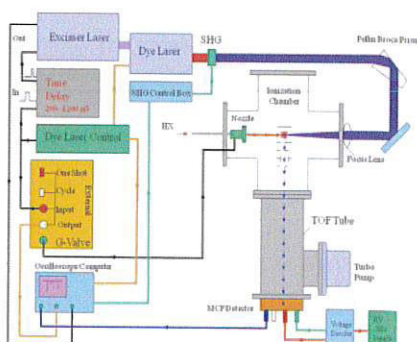 Out
Excimer Laser
Dye Laser
SHG
Pellin Broca Prism
In
Time
Delay
SHG Control Box
Ionization
Chamber
Dye Laser Control
HX
Nozzle
Focus Lens
One Shot
Cycle
Input
Output
External
G-Valve
TOF Tube
Oscilloscope Computer
Turbo
Pump
MCP Detector
Voltage
Divider